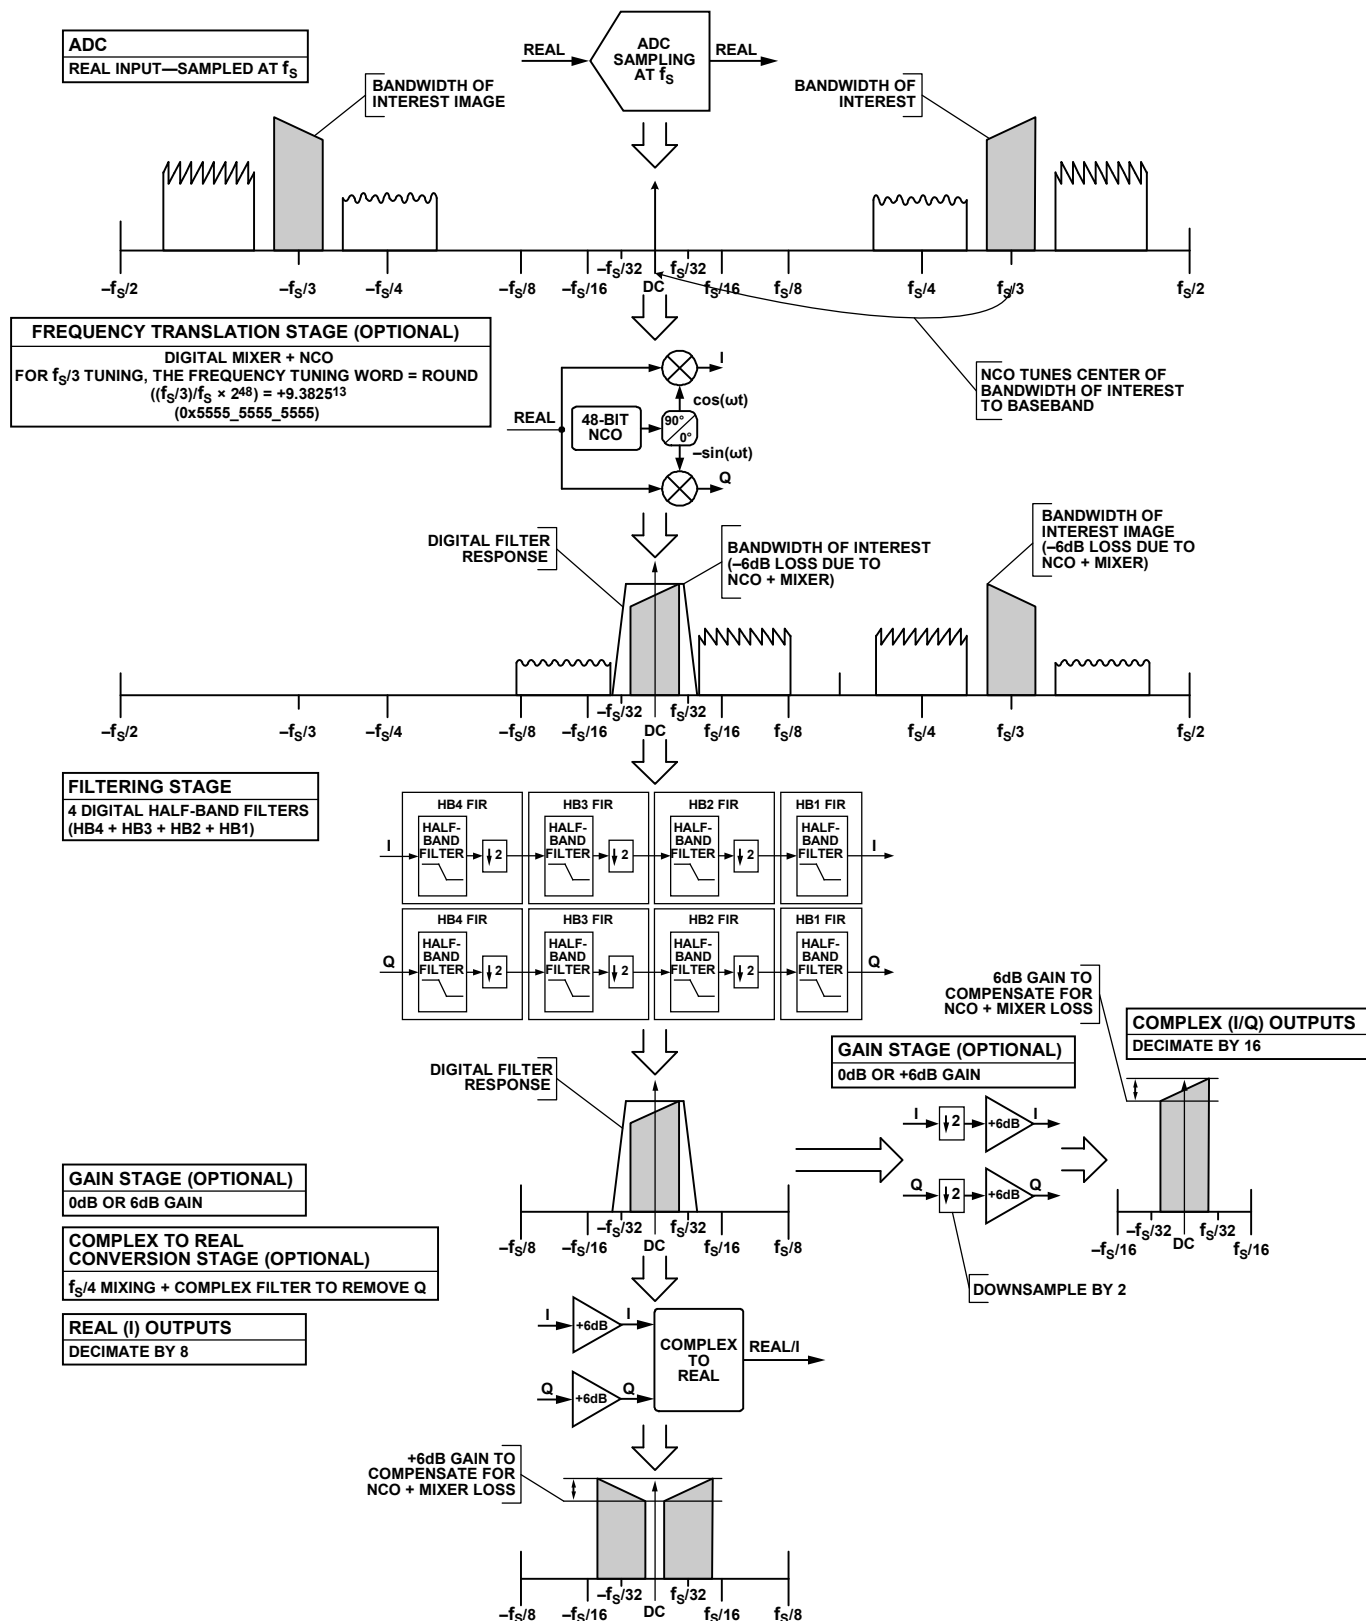 ADC
REAL INPUT—SAMPLED AT fS
REAL
ADC
SAMPLING
AT fS
REAL
BANDWIDTH OF
INTEREST IMAGE
BANDWIDTH OF
INTEREST
–fS/2
–fS/3
–fS/4
–fS/8
–fS/16
–fS/32
DC
fS/32
fS/16
fS/8
fS/4
fS/3
fS/2
FREQUENCY TRANSLATION STAGE (OPTIONAL)
DIGITAL MIXER + NCO
FOR fS/3 TUNING, THE FREQUENCY TUNING WORD = ROUND
((fS/3)/fS × 2⁴⁸) = +9.3825¹³
(0x5555_5555_5555)
NCO TUNES CENTER OF
BANDWIDTH OF INTEREST
TO BASEBAND
I
cos(ωt)
REAL
48-BIT
NCO
90°
0°
–sin(ωt)
Q
DIGITAL FILTER
RESPONSE
BANDWIDTH OF INTEREST
(–6dB LOSS DUE TO
NCO + MIXER)
BANDWIDTH OF
INTEREST IMAGE
(–6dB LOSS DUE TO
NCO + MIXER)
–fS/2
–fS/3
–fS/4
–fS/8
–fS/16
–fS/32
DC
fS/32
fS/16
fS/8
fS/4
fS/3
fS/2
FILTERING STAGE
4 DIGITAL HALF-BAND FILTERS
(HB4 + HB3 + HB2 + HB1)
HB4 FIR
HB3 FIR
HB2 FIR
HB1 FIR
I
HALF-
BAND
FILTER
2
HALF-
BAND
FILTER
2
HALF-
BAND
FILTER
2
HALF-
BAND
FILTER
I
HB4 FIR
HB3 FIR
HB2 FIR
HB1 FIR
Q
HALF-
BAND
FILTER
2
HALF-
BAND
FILTER
2
HALF-
BAND
FILTER
2
HALF-
BAND
FILTER
Q
6dB GAIN TO
COMPENSATE FOR
NCO + MIXER LOSS
COMPLEX (I/Q) OUTPUTS
DECIMATE BY 16
GAIN STAGE (OPTIONAL)
0dB OR +6dB GAIN
DIGITAL FILTER
RESPONSE
I
2
+6dB
I
Q
2
+6dB
Q
DOWNSAMPLE BY 2
–fS/16
–fS/32
DC
fS/32
fS/16
–fS/8
–fS/16
–fS/32
DC
fS/32
fS/16
fS/8
GAIN STAGE (OPTIONAL)
0dB OR 6dB GAIN
COMPLEX TO REAL
CONVERSION STAGE (OPTIONAL)
fS/4 MIXING + COMPLEX FILTER TO REMOVE Q
REAL (I) OUTPUTS
DECIMATE BY 8
I
+6dB
I
Q
+6dB
Q
COMPLEX
TO
REAL
REAL/I
+6dB GAIN TO
COMPENSATE FOR
NCO + MIXER LOSS
–fS/8
–fS/16
–fS/32
DC
fS/32
fS/16
fS/8